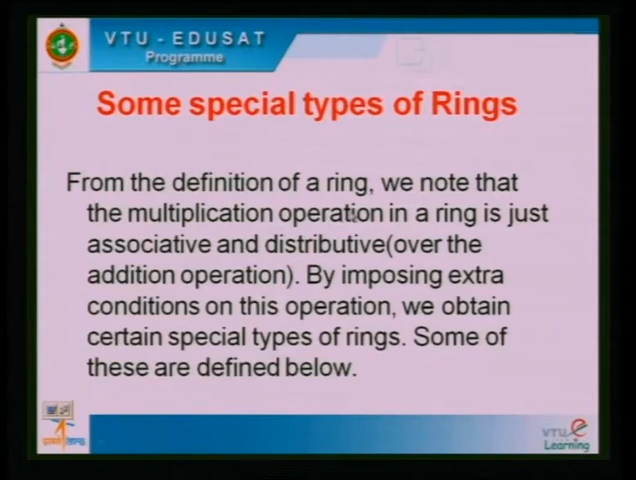 VTU - EDUSAT
Programme
Some special types of Rings
From the definition of a ring, we note that
the multiplication operation in a ring is just
associative and distributive(over the
addition operation). By imposing extra
conditions on this operation, we obtain
certain special types of rings. Some of
these are defined below.
VTU e
Learning